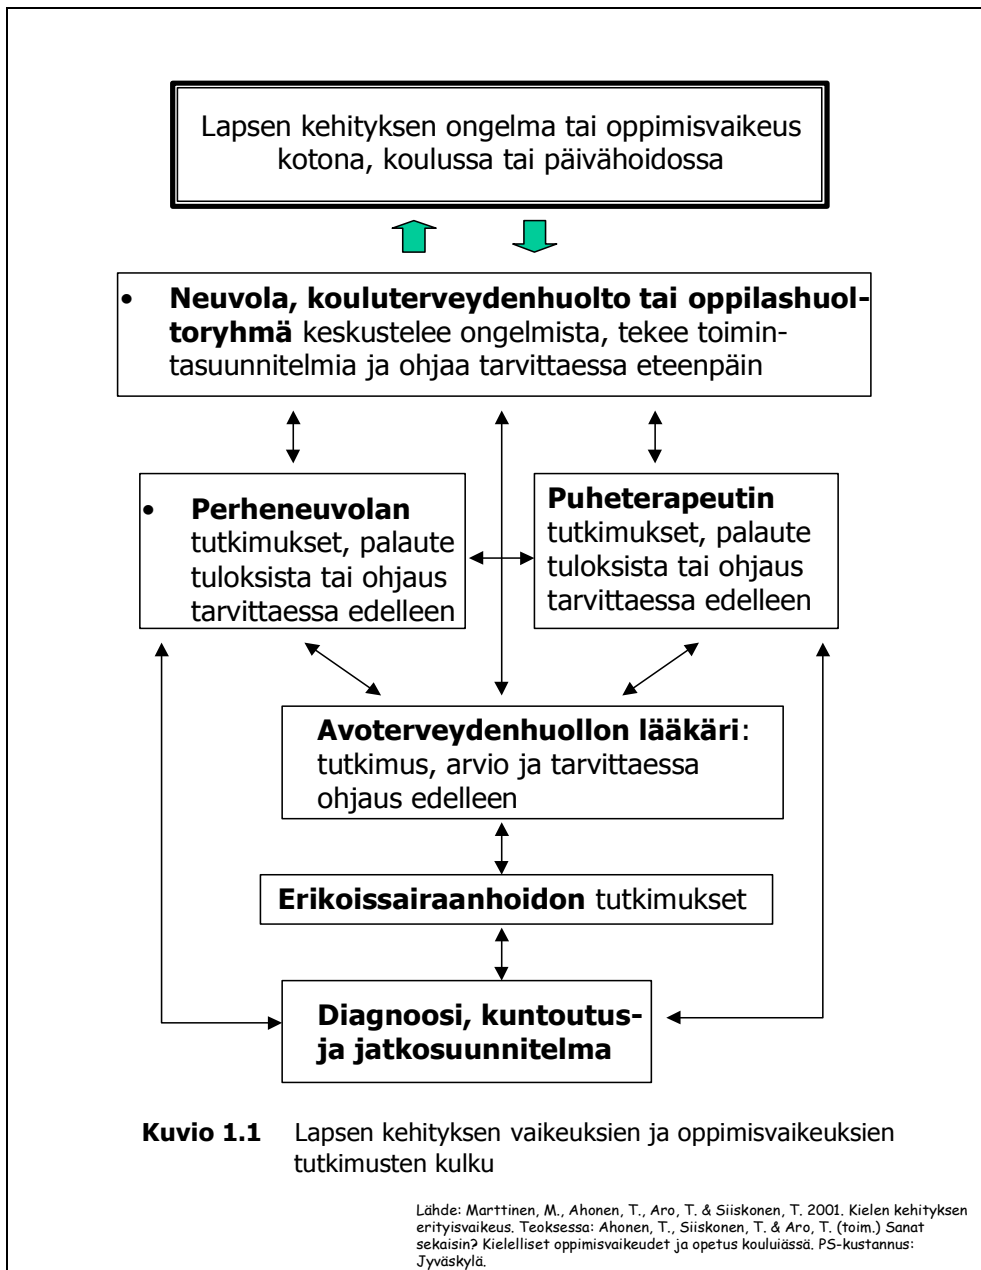 Lapsen kehityksen ongelma tai oppimisvaikeus
kotona, koulussa tai päivähoidossa
• Neuvola, kouluterveydenhuolto tai oppilashuol-
toryhmä keskustelee ongelmista, tekee toimin-
tasuunnitelmia ja ohjaa tarvittaessa eteenpäin
• Perheneuvolan
tutkimukset, palaute
tuloksista tai ohjaus
tarvittaessa edelleen
Puheterapeutin
tutkimukset, palaute
tuloksista tai ohjaus
tarvittaessa edelleen
Avoterveydenhuollon lääkäri:
tutkimus, arvio ja tarvittaessa
ohjaus edelleen
Erikoissairaanhoidon tutkimukset
Diagnoosi, kuntoutus-
ja jatkosuunnitelma
Kuvio 1.1 Lapsen kehityksen vaikeuksien ja oppimisvaikeuksien
tutkimusten kulku
Lähde: Marttinen, M., Ahonen, T., Aro, T. & Siiskonen, T. 2001. Kielen kehityksen
erityisvaikeus. Teoksessa: Ahonen, T., Siiskonen, T. & Aro, T. (toim.) Sanat
sekaisin? Kielelliset oppimisvaikeudet ja opetus kouluiässä. PS-kustannus:
Jyväskylä.